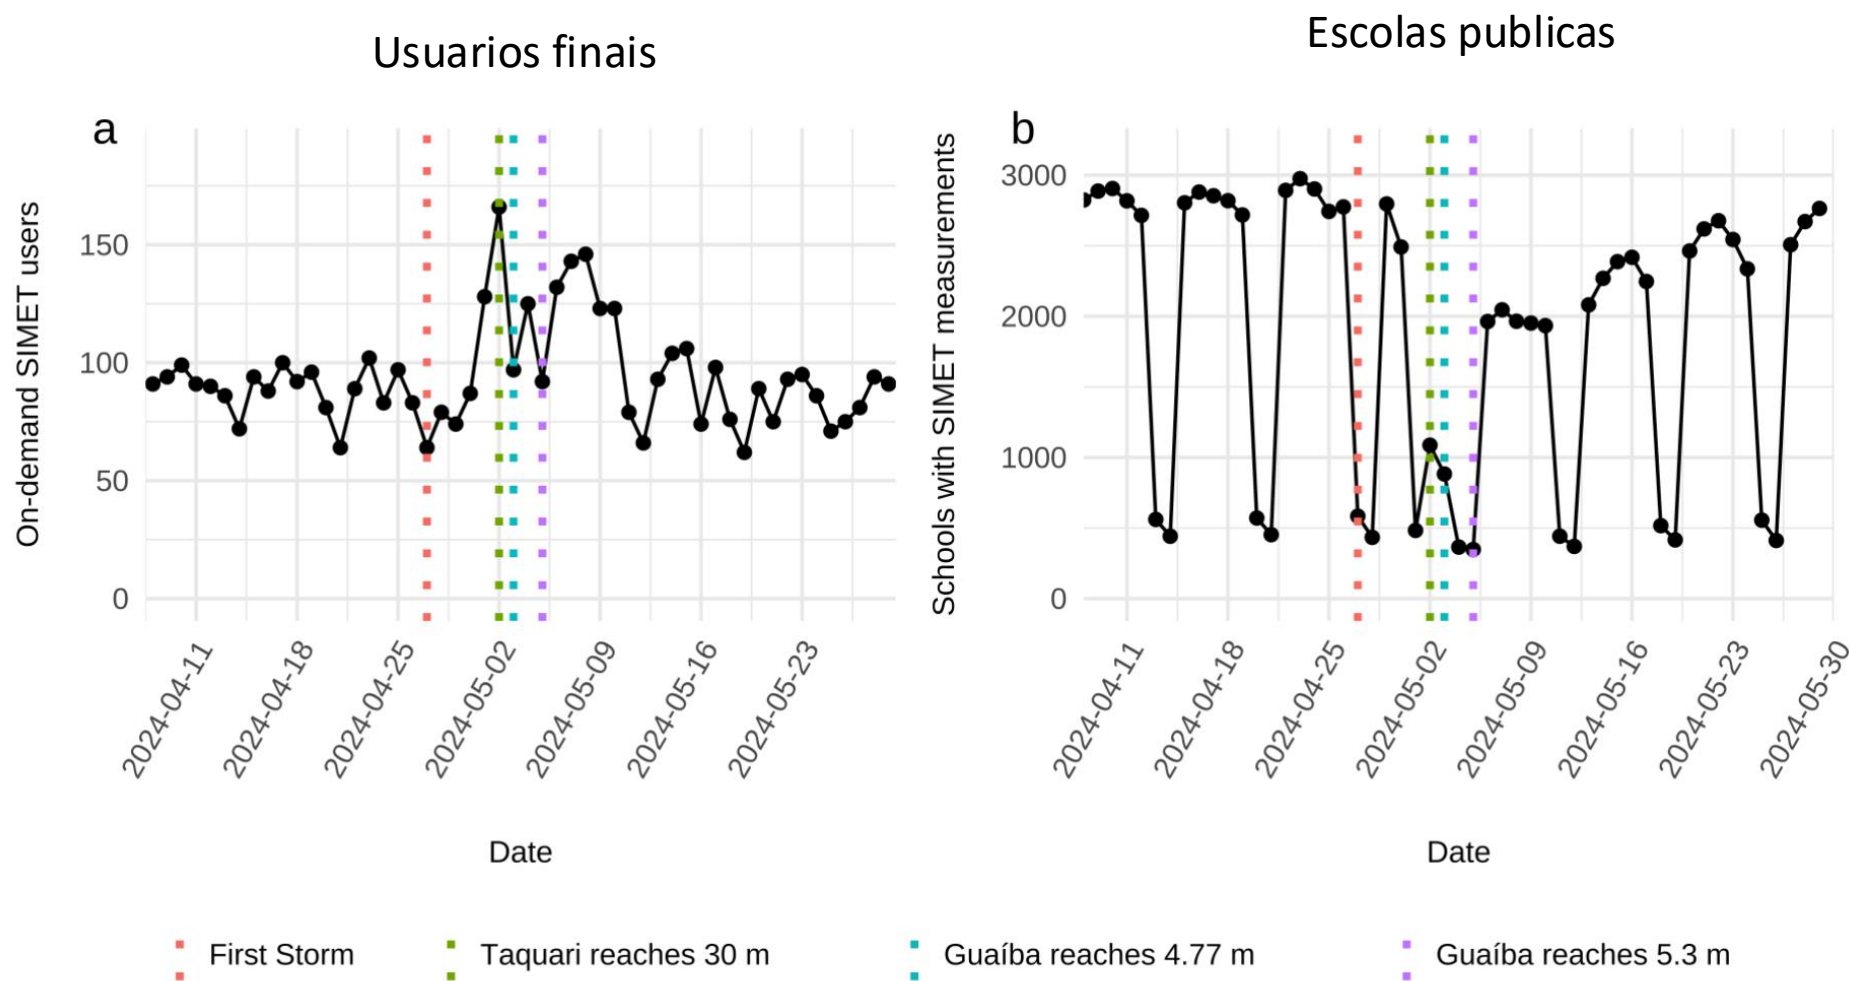 Usuarios finais
Escolas publicas
a
On-demand SIMET users
150
100
50
0
2024-04-11
2024-04-18
2024-04-25
2024-05-02
2024-05-09
2024-05-16
2024-05-23
Date
b
Schools with SIMET measurements
3000
2000
1000
0
2024-04-11
2024-04-18
2024-04-25
2024-05-02
2024-05-09
2024-05-16
2024-05-23
2024-05-30
Date
First Storm
Taquari reaches 30 m
Guaíba reaches 4.77 m
Guaíba reaches 5.3 m